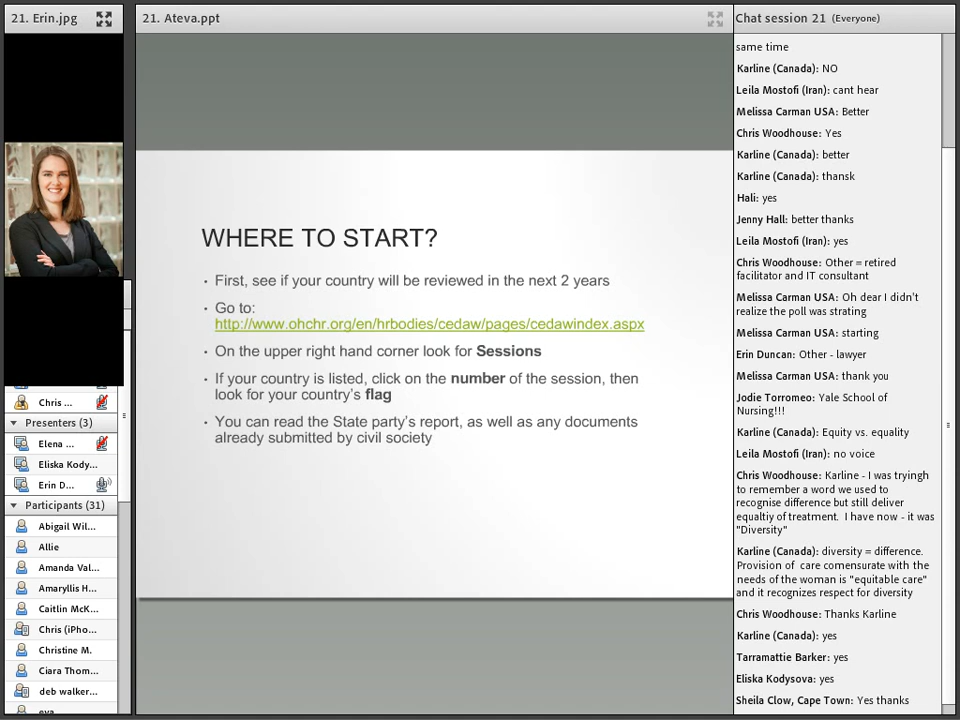 21. Erin.jpg
Chris ...
Presenters (3)
Elena ...
Eliska Kody...
Erin D...
Participants (31)
Abigail Wil...
Allie
Amanda Val...
Amaryllis H...
Caitlin McK...
Chris (iPho...
Christine M.
Ciara Thom...
deb walker...
eva
21. Ateva.ppt
WHERE TO START?
• First, see if your country will be reviewed in the next 2 years
• Go to:
http://www.ohchr.org/en/hrbodies/cedaw/pages/cedawindex.aspx
• On the upper right hand corner look for Sessions
• If your country is listed, click on the number of the session, then
look for your country's flag
• You can read the State party's report, as well as any documents
already submitted by civil society
Chat session 21 (Everyone)
same time
Karline (Canada): NO
Leila Mostofi (Iran): cant hear
Melissa Carman USA: Better
Chris Woodhouse: Yes
Karline (Canada): better
Karline (Canada): thansk
Hali: yes
Jenny Hall: better thanks
Leila Mostofi (Iran): yes
Chris Woodhouse: Other = retired
facilitator and IT consultant
Melissa Carman USA: Oh dear I didn't
realize the poll was strating
Melissa Carman USA: starting
Erin Duncan: Other - lawyer
Melissa Carman USA: thank you
Jodie Torromeo: Yale School of
Nursing!!!
Karline (Canada): Equity vs. equality
Leila Mostofi (Iran): no voice
Chris Woodhouse: Karline - I was tryingh
to remember a word we used to
recognise difference but still deliver
equaltiy of treatment. I have now - it was
"Diversity"
Karline (Canada): diversity = difference.
Provision of care comensurate with the
needs of the woman is "equitable care"
and it recognizes respect for diversity
Chris Woodhouse: Thanks Karline
Karline (Canada): yes
Tarramattie Barker: yes
Eliska Kodysova: yes
Sheila Clow, Cape Town: Yes thanks